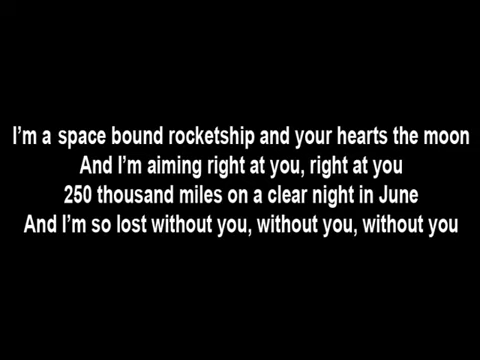 I'm a space bound rocketship and your hearts the moon
And I'm aiming right at you, right at you
250 thousand miles on a clear night in June
And I'm so lost without you, without you, without you